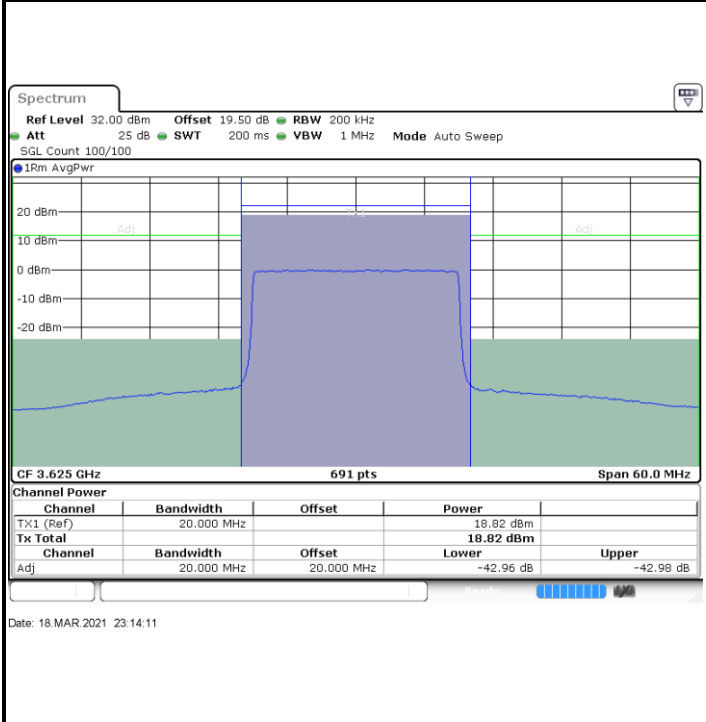 Spectrum
Ref Level 32.00 dBm Offset 19.50 dB RBW 200 kHz
Att 25 dB SWT 200 ms VBW 1 MHz Mode Auto Sweep
SGL Count 100/100
1Rm AvgPwr
20 dBm
Adj Adj
10 dBm
0 dBm
-10 dBm
-20 dBm
CF 3.625 GHz 691 pts Span 60.0 MHz
Channel Power
Channel Bandwidth Offset Power
TX1 (Ref) 20.000 MHz 18.82 dBm
Tx Total 18.82 dBm
Channel Bandwidth Offset Lower Upper
Adj 20.000 MHz 20.000 MHz -42.96 dB -42.98 dB
Ready
Date: 18.MAR.2021 23:14:11